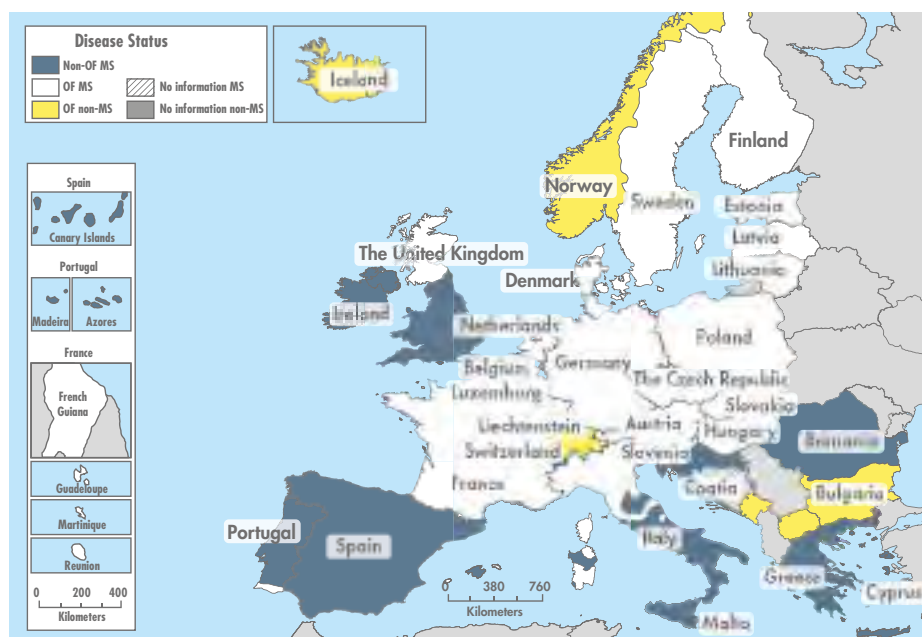 Disease Status
Non-OF MS
OF MS
No information MS
OF non-MS
No information non-MS
Iceland
Finland
Norway
Sweden
Estonia
Latvia
Lithuania
The United Kingdom
Denmark
Ireland
Netherlands
Poland
Belgium
Germany
The Czech Republic
Luxemburg
Slovakia
Liechtenstein
Austria
Hungary
Switzerland
Slovenia
France
Croatia
Bulgaria
Portugal
Spain
Italy
Greece
Cyprus
Malta
Spain
Canary Islands
Portugal
Madeira
Azores
France
French
Guiana
Guadeloupe
Martinique
Reunion
0 200 400
Kilometers
0 380 760
Kilometers